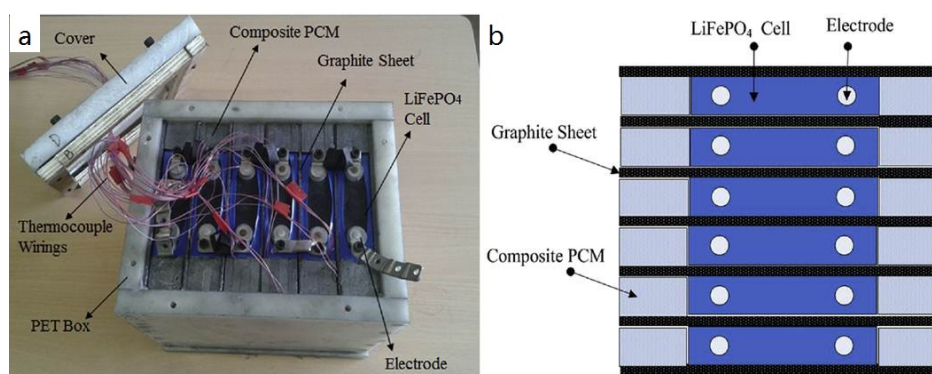 a
Cover
Composite PCM
Graphite Sheet
LiFePO4
Cell
Thermocouple
Wirings
PET Box
Electrode
b
LiFePO₄ Cell
Electrode
Graphite Sheet
Composite PCM